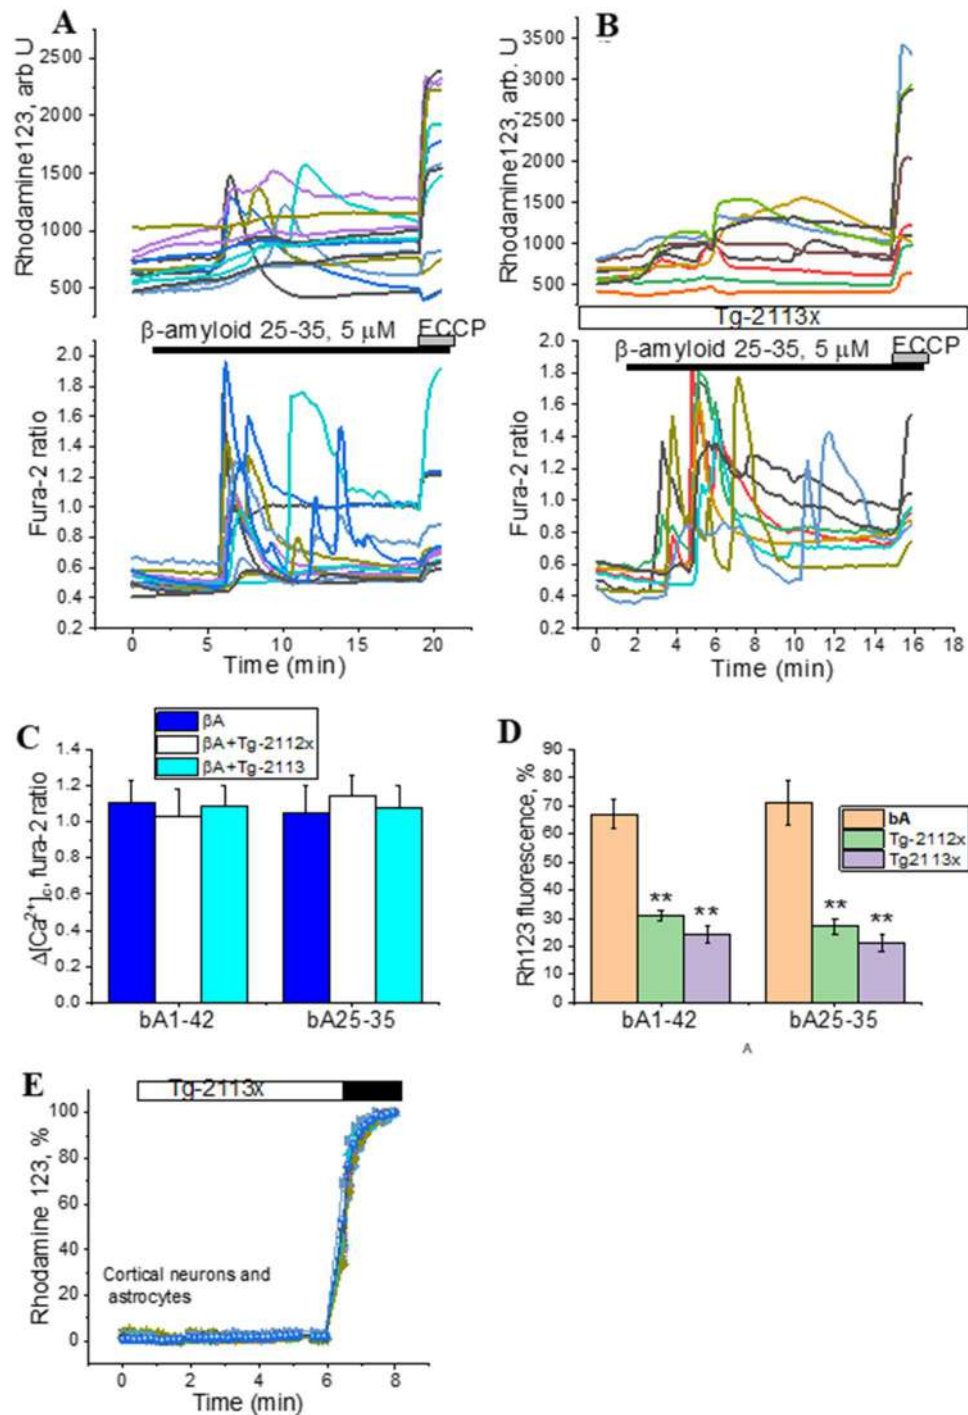 A
Rhodamine123, arb U
2500
2000
1500
1000
500
β-amyloid 25-35, 5 μM
FCCP
Fura-2 ratio
2.0
1.8
1.6
1.4
1.2
1.0
0.8
0.6
0.4
0.2
0 5 10 15 20
Time (min)
B
Rhodamine123, arb. U
3500
3000
2500
2000
1500
1000
500
Tg-2113x
β-amyloid 25-35, 5 μM
FCCP
Fura-2 ratio
2.0
1.8
1.6
1.4
1.2
1.0
0.8
0.6
0.4
0.2
0 2 4 6 8 10 12 14 16 18
Time (min)
C
βA
βA+Tg-2112x
βA+Tg-2113
Δ[Ca2+]c, fura-2 ratio
1.4
1.2
1.0
0.8
0.6
0.4
0.2
0.0
bA1-42 bA25-35
D
Rh123 fluorescence, %
90
80
70
60
50
40
30
20
10
0
bA
Tg-2112x
Tg2113x
** ** ** **
bA1-42 bA25-35
A
E
Tg-2113x
Rhodamine 123, %
100
80
60
40
20
0
Cortical neurons and
astrocytes
0 2 4 6 8
Time (min)